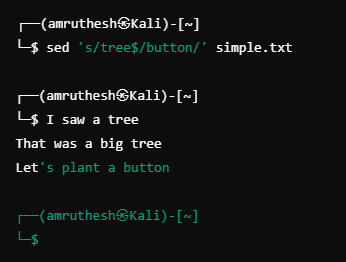 ┌──(amruthesh㉿Kali)-[~]
└─$ sed 's/tree$/button/' simple.txt
┌──(amruthesh㉿Kali)-[~]
└─$ I saw a tree
That was a big tree
Let's plant a button
┌──(amruthesh㉿Kali)-[~]
└─$